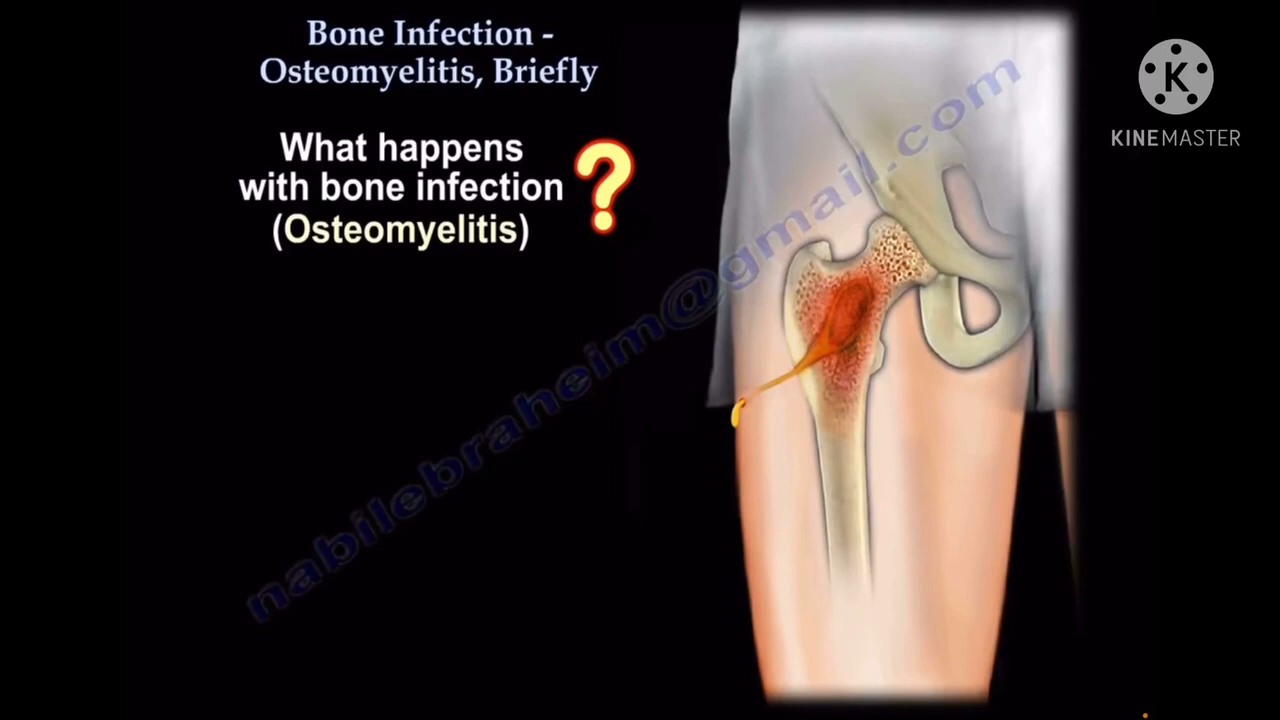 Bone Infection -
Osteomyelitis, Briefly
What happens
with bone infection
(Osteomyelitis)
?
nabilebraheim@gmail.com
K
KINEMASTER